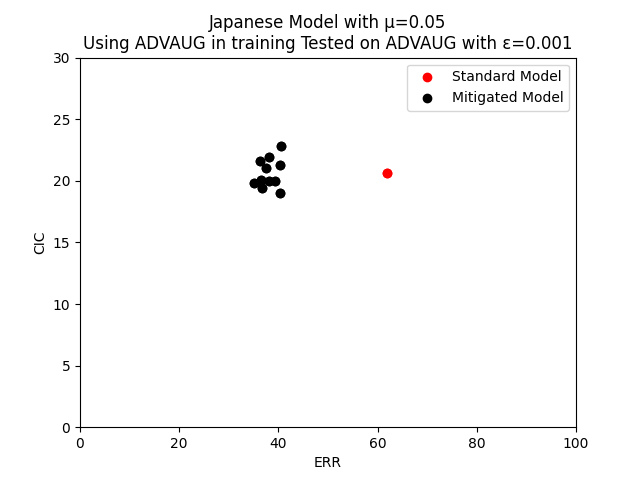 Japanese Model with μ=0.05
Using ADVAUG in training Tested on ADVAUG with ε=0.001
Standard Model
Mitigated Model
30
25
20
15
10
5
0
CIC
0 20 40 60 80 100
ERR